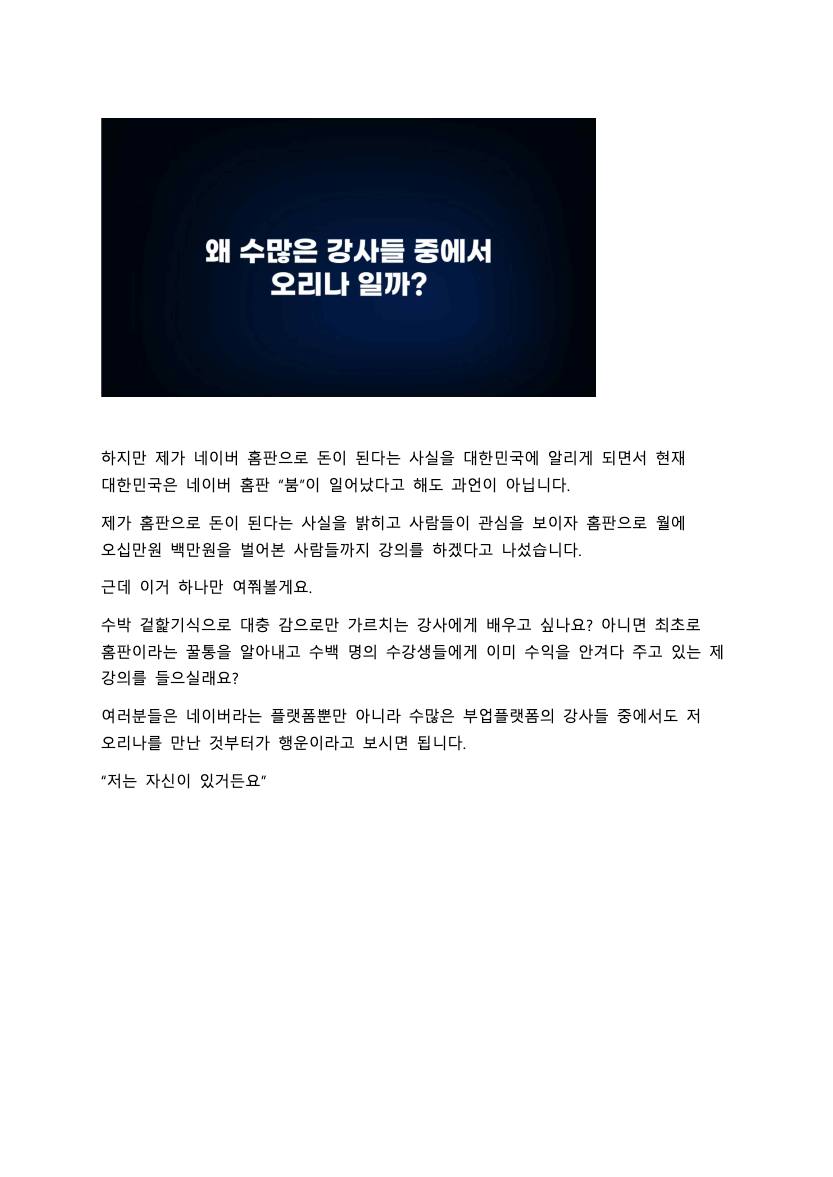 왜 수많은 강사들 중에서
오리나 일까?
하지만 제가 네이버 홈판으로 돈이 된다는 사실을 대한민국에 알리게 되면서 현재
대한민국은 네이버 홈판 “붐”이 일어났다고 해도 과언이 아닙니다.
제가 홈판으로 돈이 된다는 사실을 밝히고 사람들이 관심을 보이자 홈판으로 월에
오십만원 백만원을 벌어본 사람들까지 강의를 하겠다고 나섰습니다.
근데 이거 하나만 여쭤볼게요.
수박 겉핥기식으로 대충 감으로만 가르치는 강사에게 배우고 싶나요? 아니면 최초로
홈판이라는 꿀통을 알아내고 수백 명의 수강생들에게 이미 수익을 안겨다 주고 있는 제
강의를 들으실래요?
여러분들은 네이버라는 플랫폼뿐만 아니라 수많은 부업플랫폼의 강사들 중에서도 저
오리나를 만난 것부터가 행운이라고 보시면 됩니다.
“저는 자신이 있거든요”